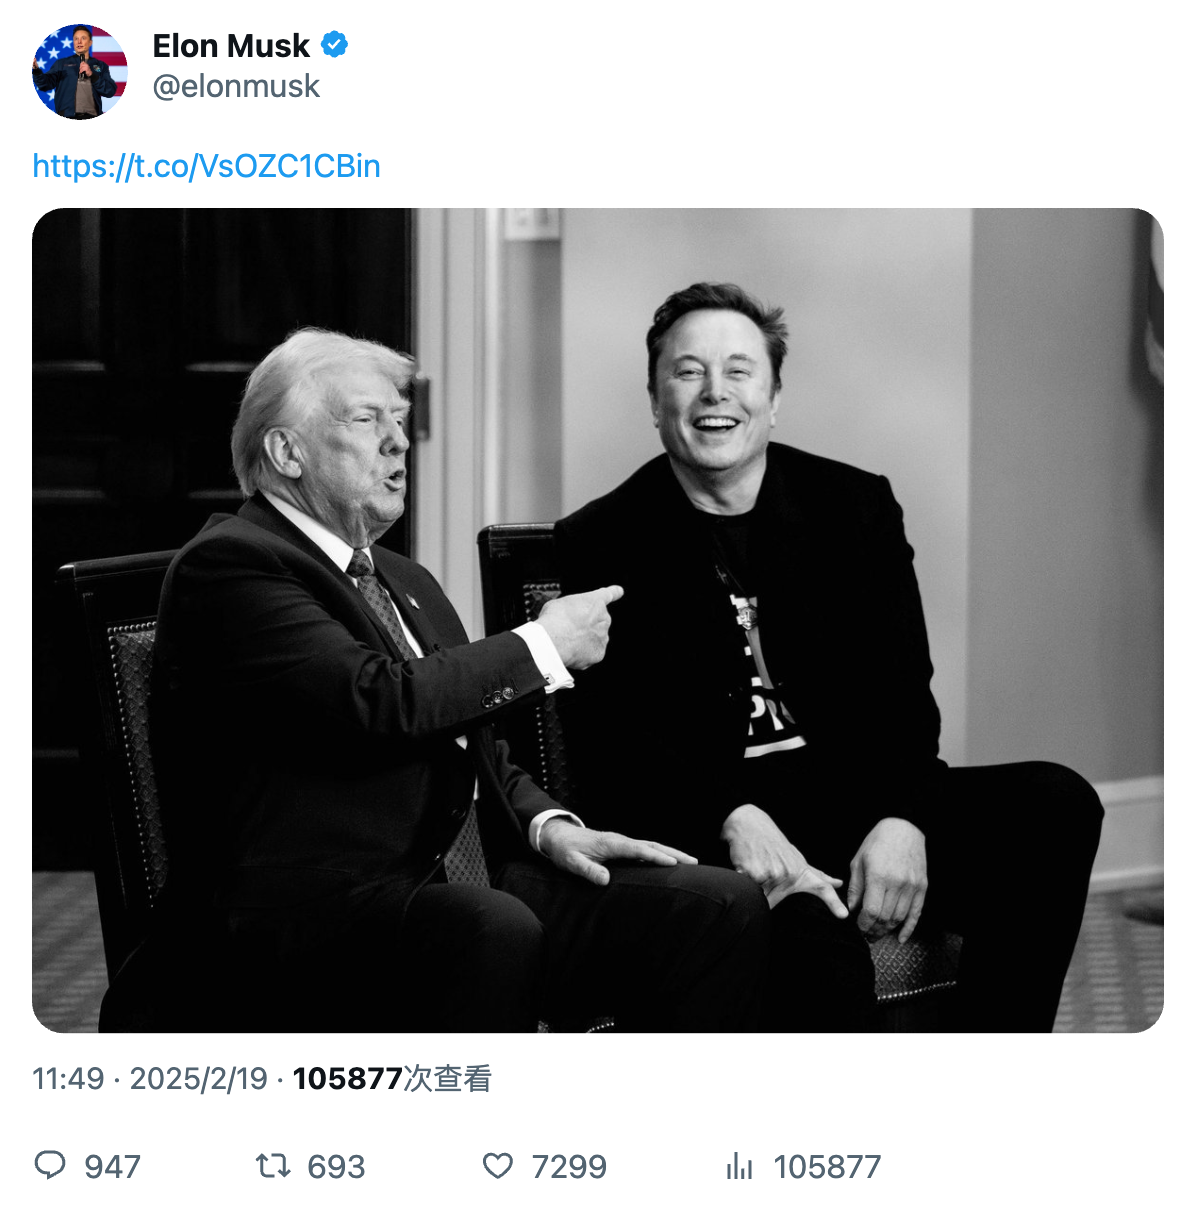 Elon Musk
@elonmusk
https://t.co/VsOZC1CBin
11:49 · 2025/2/19 · 105877次查看
947 693 7299 105877